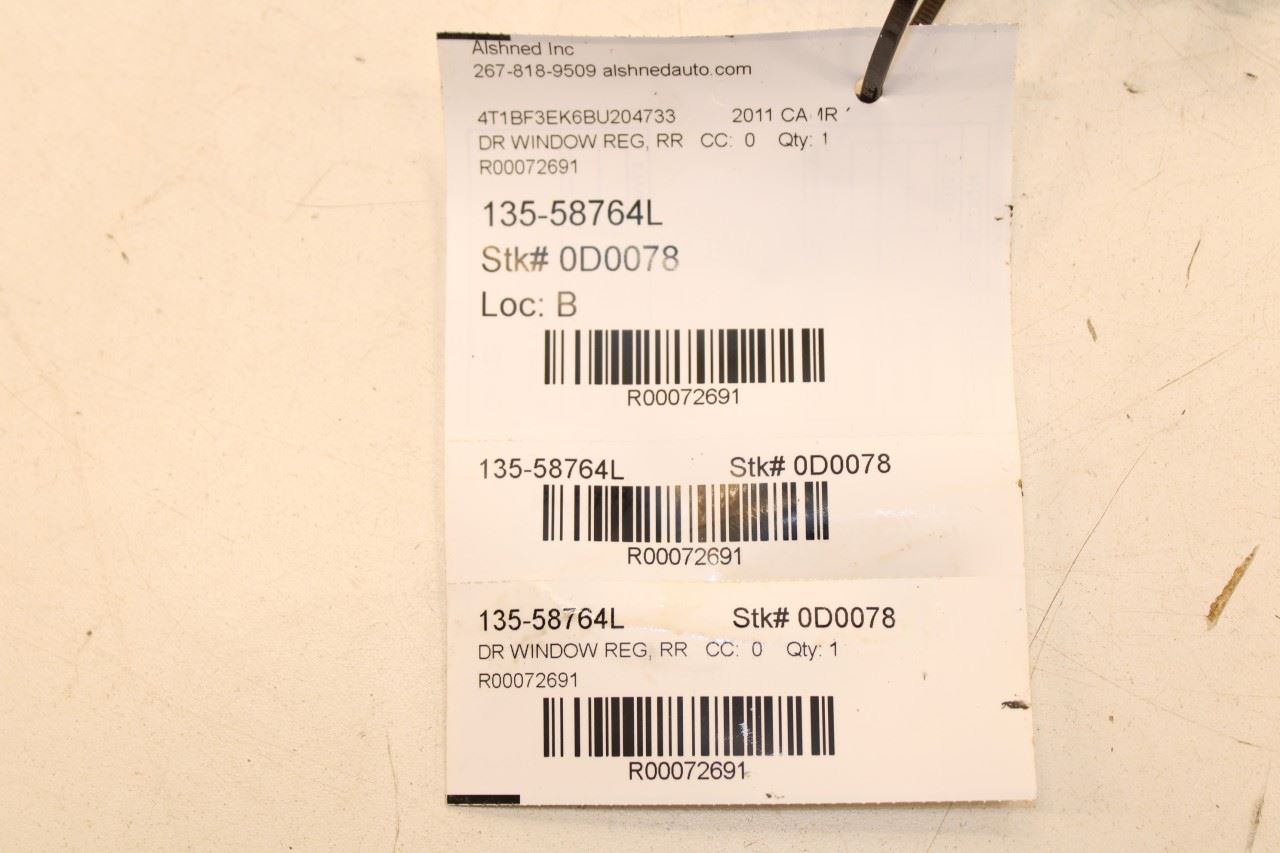 Alshned Inc
267-818-9509 alshnedauto.com
4T1BF3EK6BU204733 2011
DR WINDOW REG, RR CC: 0 Qty: 1
R00072691
135-58764L
Stk# 0D0078
Loc: B
R00072691
135-58764L Stk# 0D0078
R00072691
135-58764L Stk# 0D0078
DR WINDOW REG, RR CC: 0 Qty: 1
R00072691
R00072691